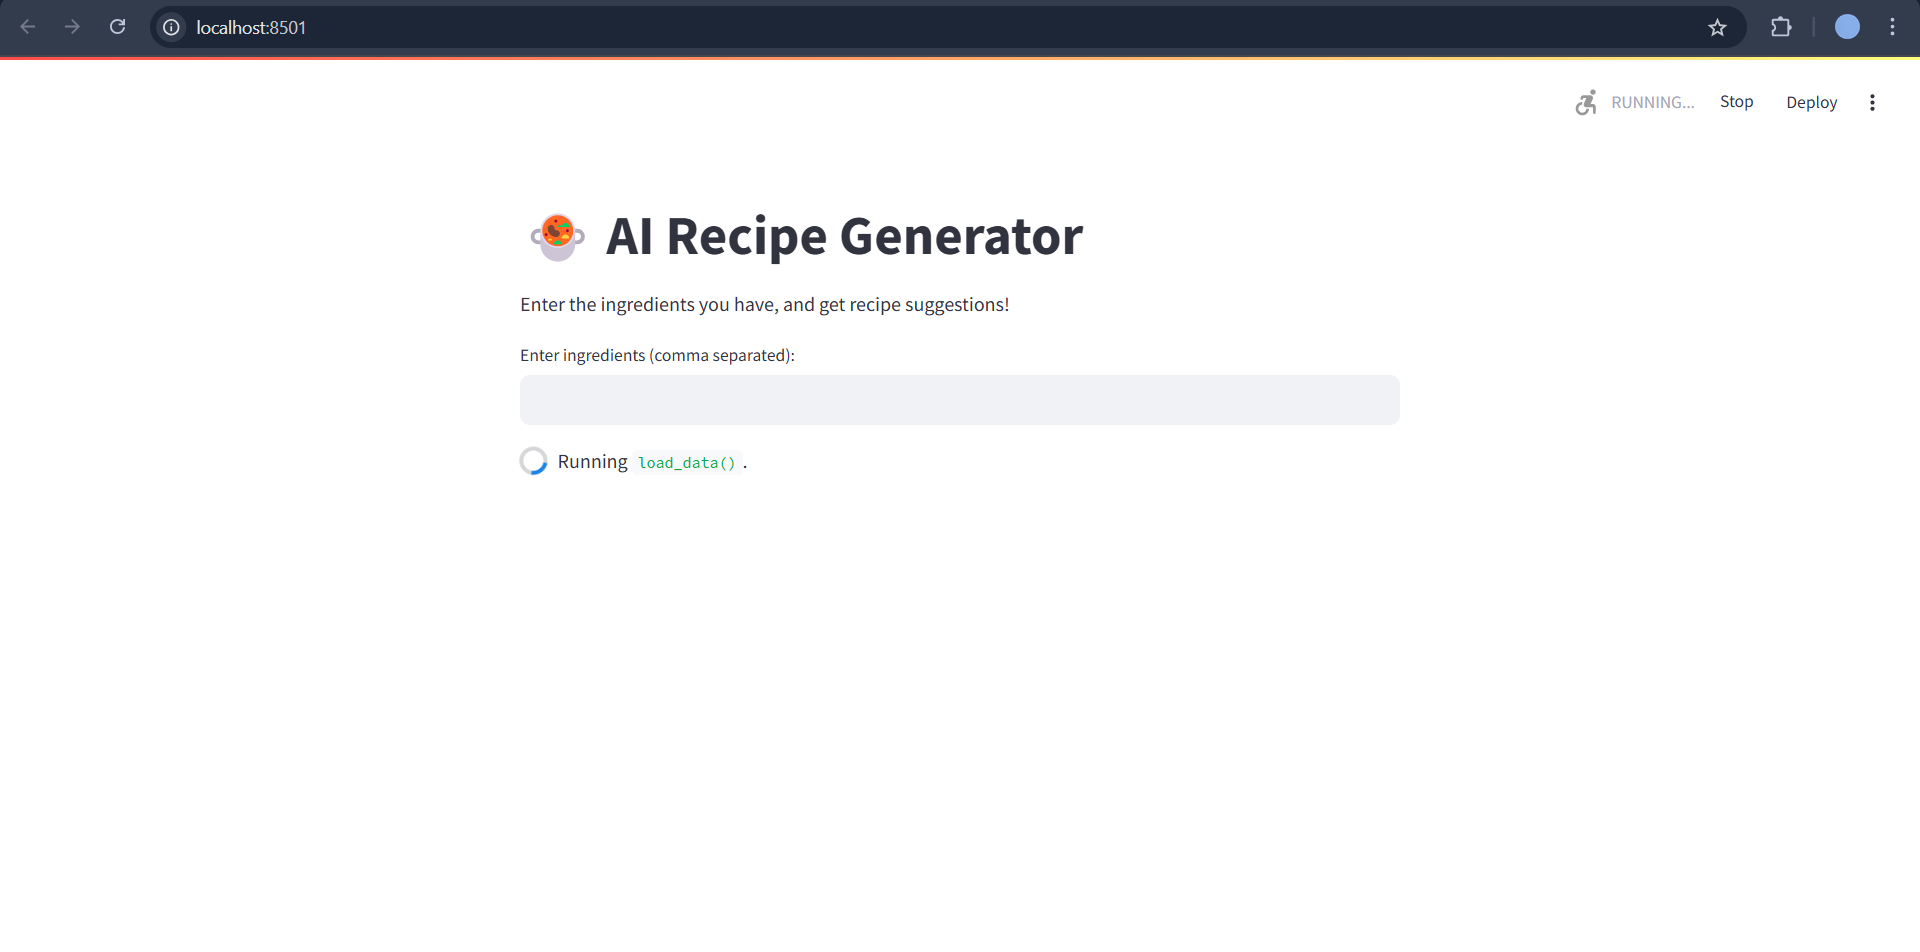 localhost:8501
RUNNING... Stop Deploy
AI Recipe Generator
Enter the ingredients you have, and get recipe suggestions!
Enter ingredients (comma separated):
Running load_data() .